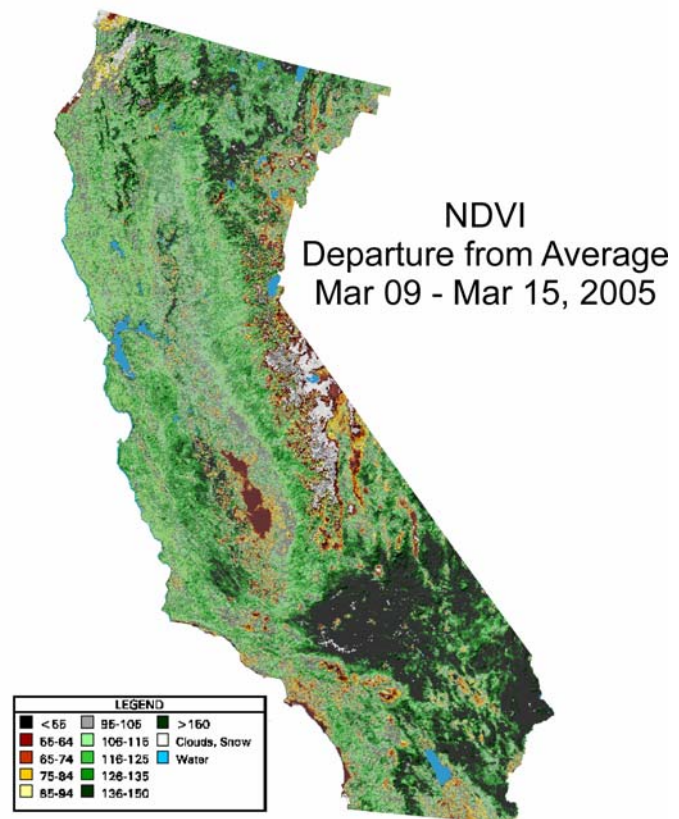 NDVI
Departure from Average
Mar 09 - Mar 15, 2005
LEGEND
<55 95-105 >150
55-64 106-115 Clouds, Snow
65-74 116-125 Water
75-84 126-135
85-94 136-150